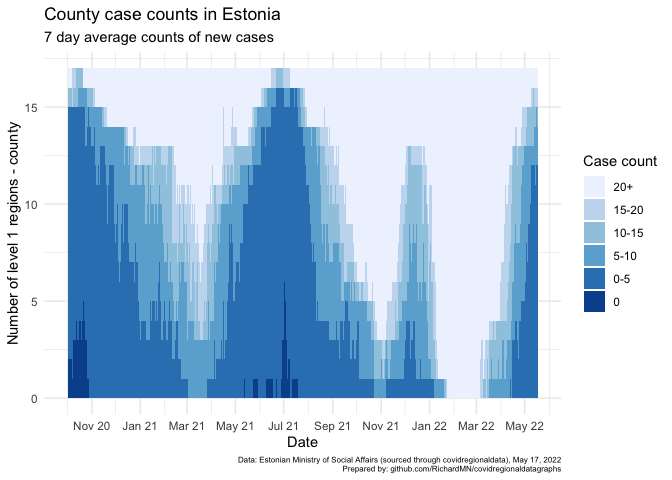 County case counts in Estonia
7 day average counts of new cases
Number of level 1 regions - county
15
10
5
0
Nov 20 Jan 21 Mar 21 May 21 Jul 21 Sep 21 Nov 21 Jan 22 Mar 22 May 22
Date
Case count
20+
15-20
10-15
5-10
0-5
0
Data: Estonian Ministry of Social Affairs (sourced through covidregionaldata), May 17, 2022
Prepared by: github.com/RichardMN/covidregionaldatagraphs